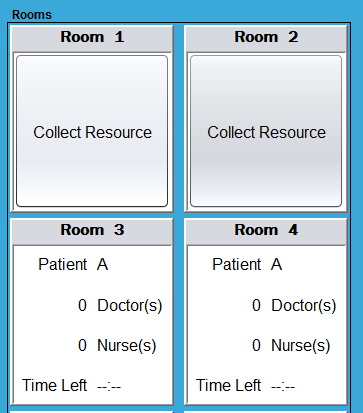 Rooms
Room 1
Room 2
Collect Resource
Collect Resource
Room 3
Room 4
Patient A
0 Doctor(s)
0 Nurse(s)
Time Left --:--
Patient A
0 Doctor(s)
0 Nurse(s)
Time Left --:--